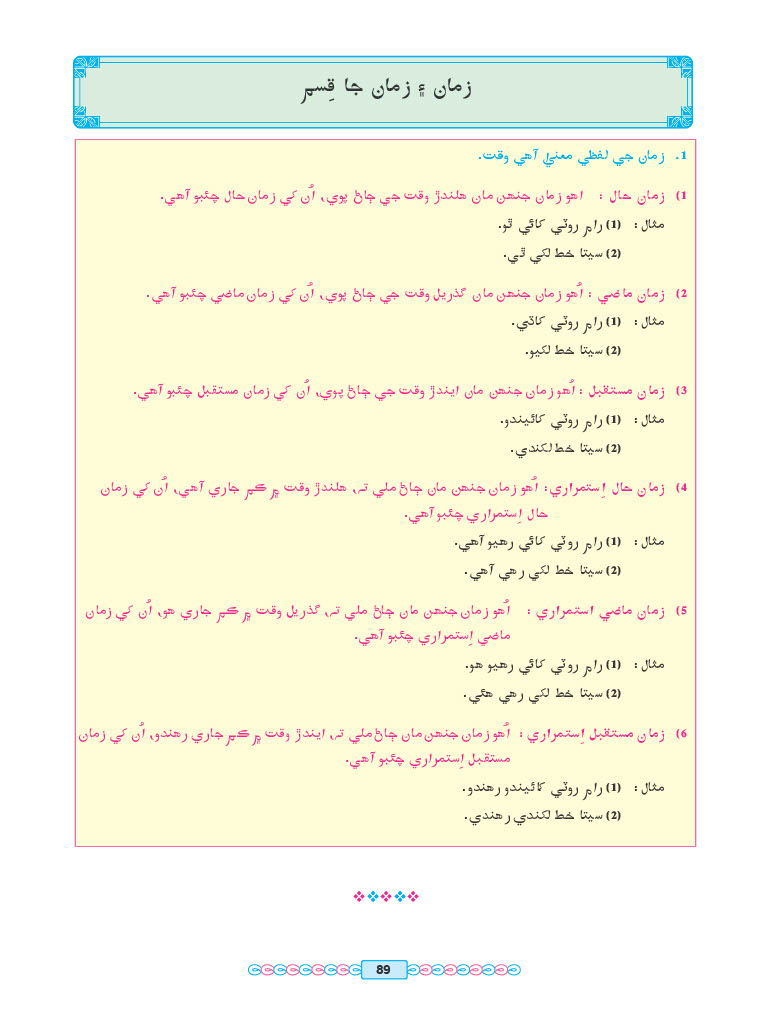 زمان ۽ زمان جا قِسم
1. زمان جي لفظي معنيٰ آهي وقت.
1) زمان حال : اهو زمان جنهن مان هلندڙ وقت جي ڄاڻ پوي، اُن کي زمان حال چئبو آهي.
مثال : (1) رام روٽي کائي ٿو.
(2) سيتا خط لکي ٿي.
2) زمان ماضي : اُهو زمان جنهن مان گذريل وقت جي ڄاڻ پوي، اُن کي زمان ماضي چئبو آهي.
مثال : (1) رام روٽي کاڌي.
(2) سيتا خط لکيو.
3) زمان مستقبل : اُهو زمان جنهن مان ايندڙ وقت جي ڄاڻ پوي، اُن کي زمان مستقبل چئبو آهي.
مثال : (1) رام روٽي کائيندو.
(2) سيتا خط لکندي.
4) زمان حال اِستمراري: اُهو زمان جنهن مان ڄاڻ ملي ته، هلندڙ وقت ۾ ڪم جاري آهي، اُن کي زمان
حال اِستمراري چئبو آهي.
مثال : (1) رام روٽي کائي رهيو آهي.
(2) سيتا خط لکي رهي آهي.
5) زمان ماضي استمراري : اُهو زمان جنهن مان ڄاڻ ملي ته، گذريل وقت ۾ ڪم جاري هو، اُن کي زمان
ماضي اِستمراري چئبو آهي.
مثال : (1) رام روٽي کائي رهيو هو.
(2) سيتا خط لکي رهي هئي.
6) زمان مستقبل اِستمراري : اُهو زمان جنهن مان ڄاڻ ملي ته، ايندڙ وقت ۾ ڪم جاري رهندو، اُن کي زمان
مستقبل اِستمراري چئبو آهي.
مثال : (1) رام روٽي کائيندو رهندو.
(2) سيتا خط لکندي رهندي.
89